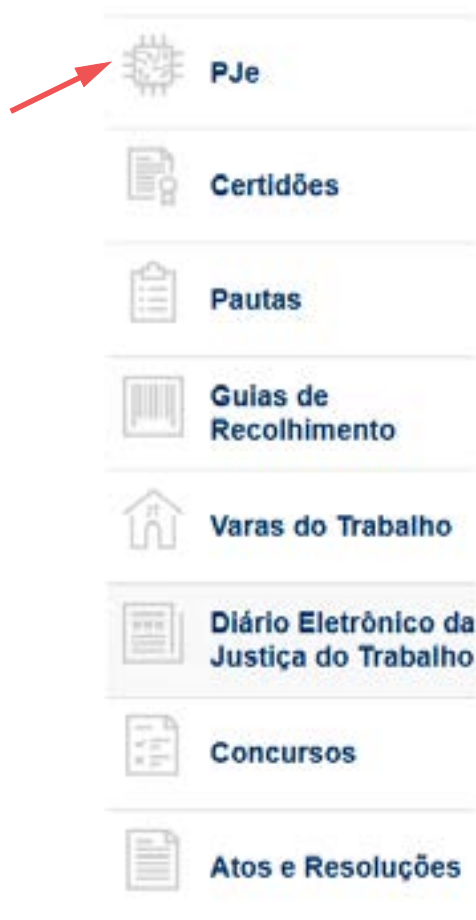 PJe
Certidões
Pautas
Guias de
Recolhimento
Varas do Trabalho
Diário Eletrônico da
Justiça do Trabalho
Concursos
Atos e Resoluções